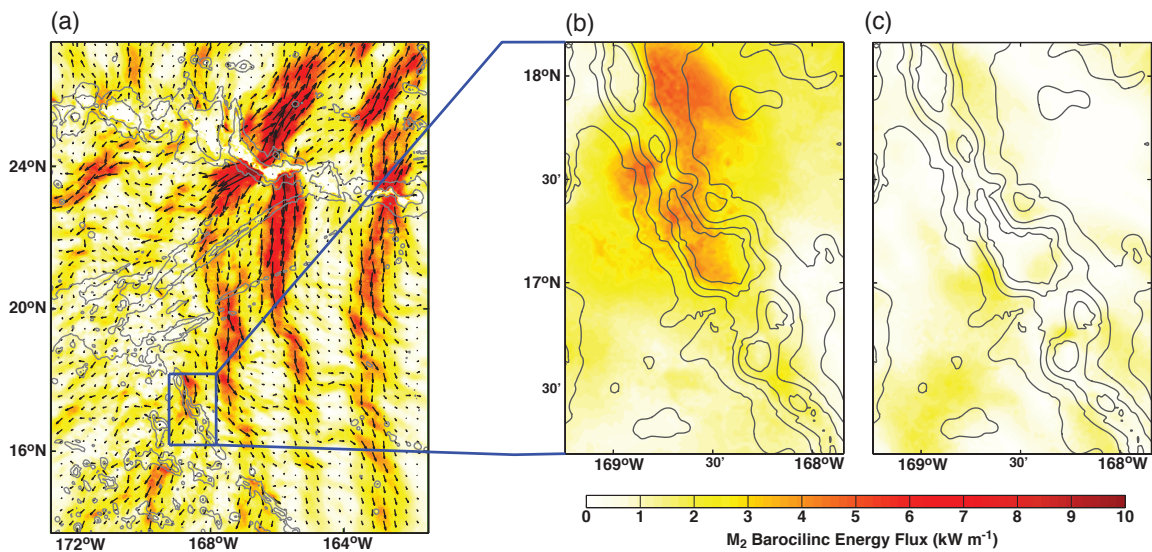 (a)
(b)
(c)
24°N
20°N
16°N
172°W
168°W
164°W
18°N
30'
17°N
30'
169°W
30'
168°W
169°W
30'
168°W
0 1 2 3 4 5 6 7 8 9 10
M₂ Barocilinc Energy Flux (kW m⁻¹)